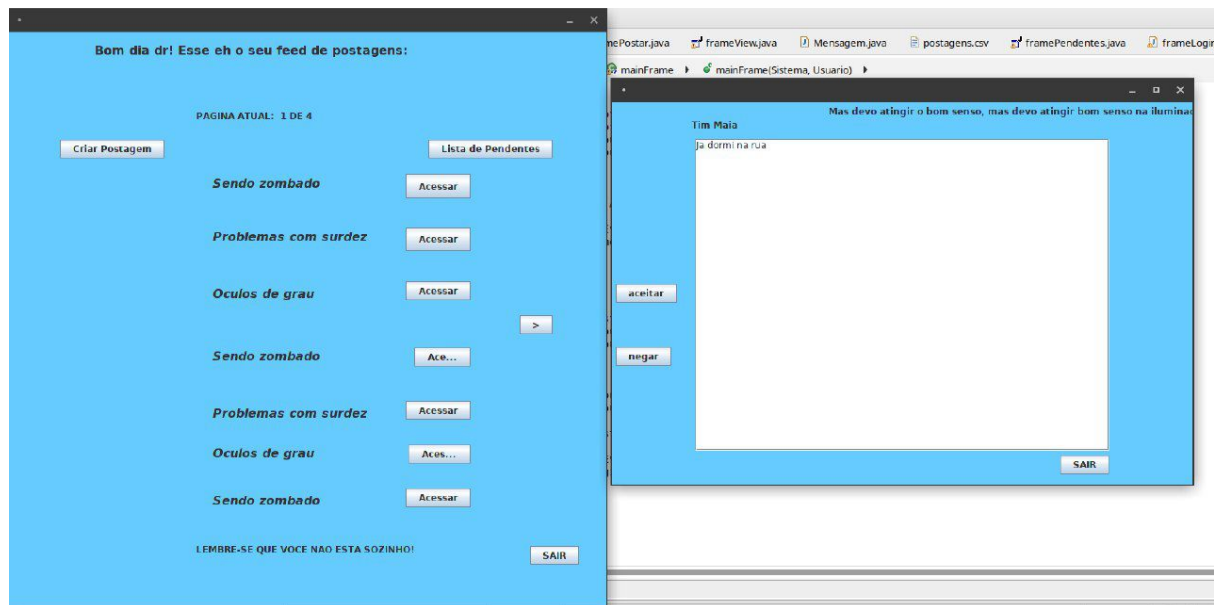 Bom dia dr! Esse eh o seu feed de postagens:
PAGINA ATUAL: 1 DE 4
Criar Postagem
Lista de Pendentes
Sendo zombado
Acessar
Problemas com surdez
Acessar
Oculos de grau
Acessar
>
Sendo zombado
Ace...
Problemas com surdez
Acessar
Oculos de grau
Aces...
Sendo zombado
Acessar
LEMBRE-SE QUE VOCE NAO ESTA SOZINHO!
SAIR
mePostar.java frameView.java Mensagem.java postagens.csv framePendentes.java frameLogin
mainFrame mainFrame(Sistema, Usuario)
Mas devo atingir o bom senso, mas devo atingir bom senso na iluminac
Tim Maia
Ja dormi na rua
aceitar
negar
SAIR